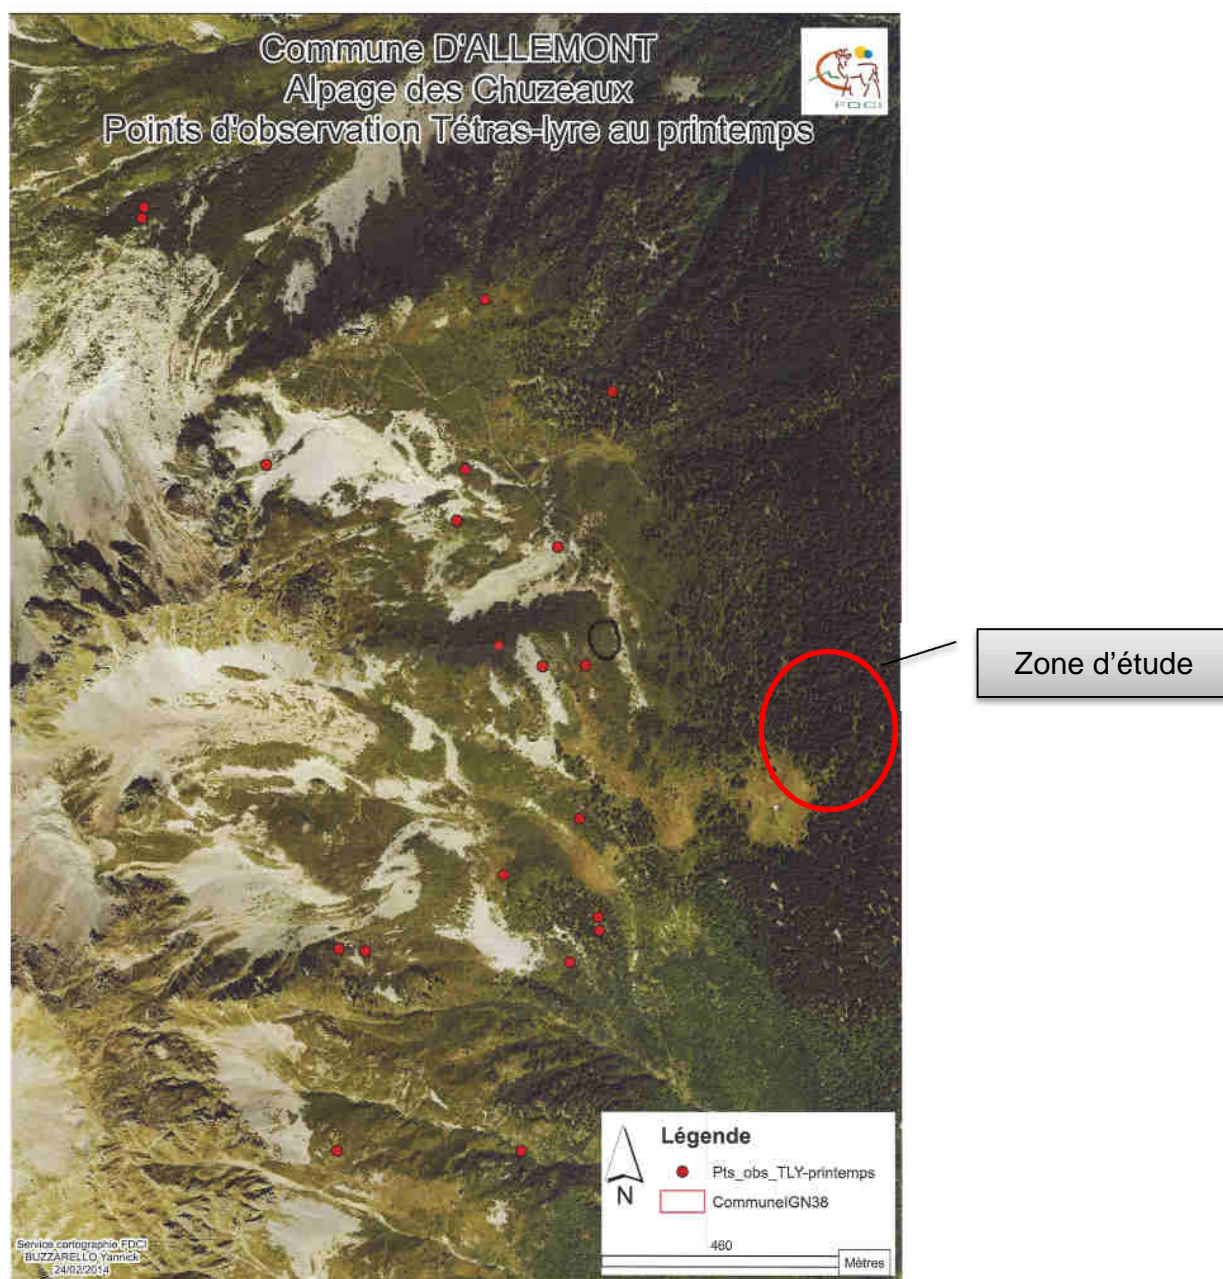 Commune D'ALLEMONT
Alpage des Chuzeaux
Points d'observation Tétras-lyre au printemps
FDCI
Zone d'étude
Légende
Pts_obs_TLY-printemps
CommuneIGN38
N
460
Mètres
Service cartographie FDCI
BUZZARELLO Yannick
24/02/2014